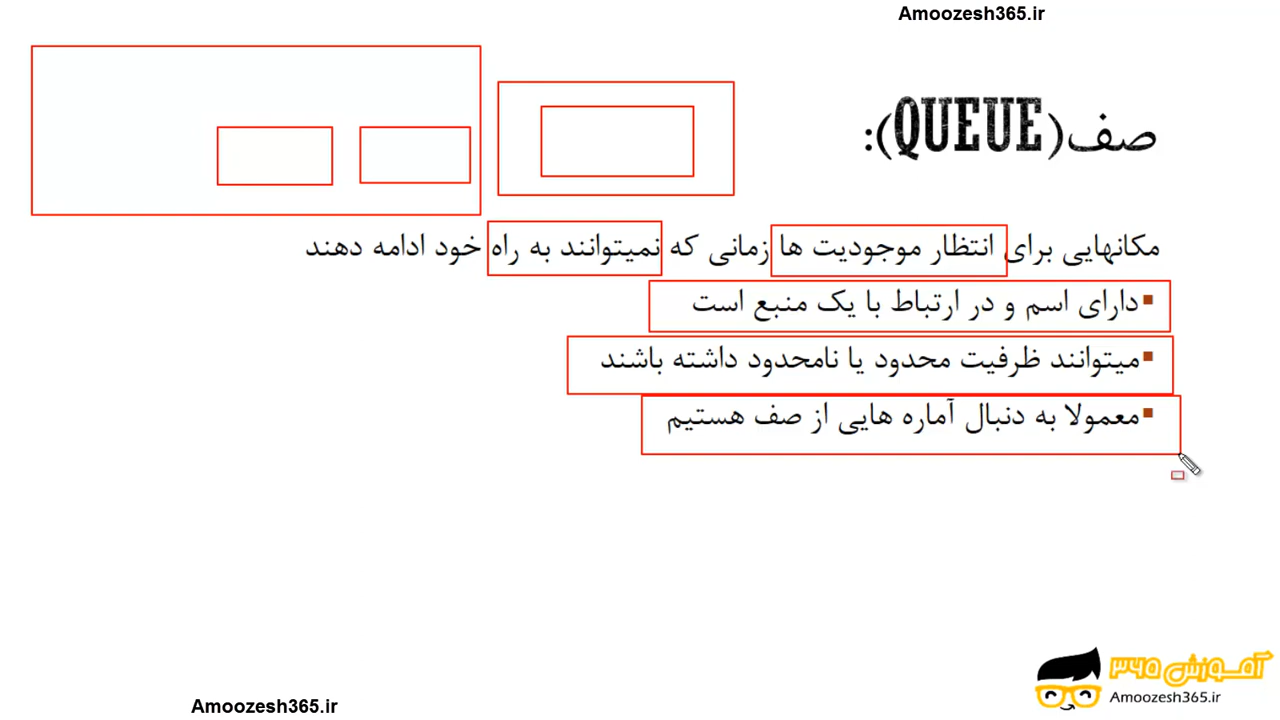 Amoozesh365.ir
صف(QUEUE):
مکانهایی برای انتظار موجودیت ها زمانی که نمیتوانند به راه خود ادامه دهند
▪دارای اسم و در ارتباط با یک منبع است
▪میتوانند ظرفیت محدود یا نامحدود داشته باشند
▪معمولا به دنبال آماره هایی از صف هستیم
آموزش ۳۶۵
Amoozesh365.ir
Amoozesh365.ir